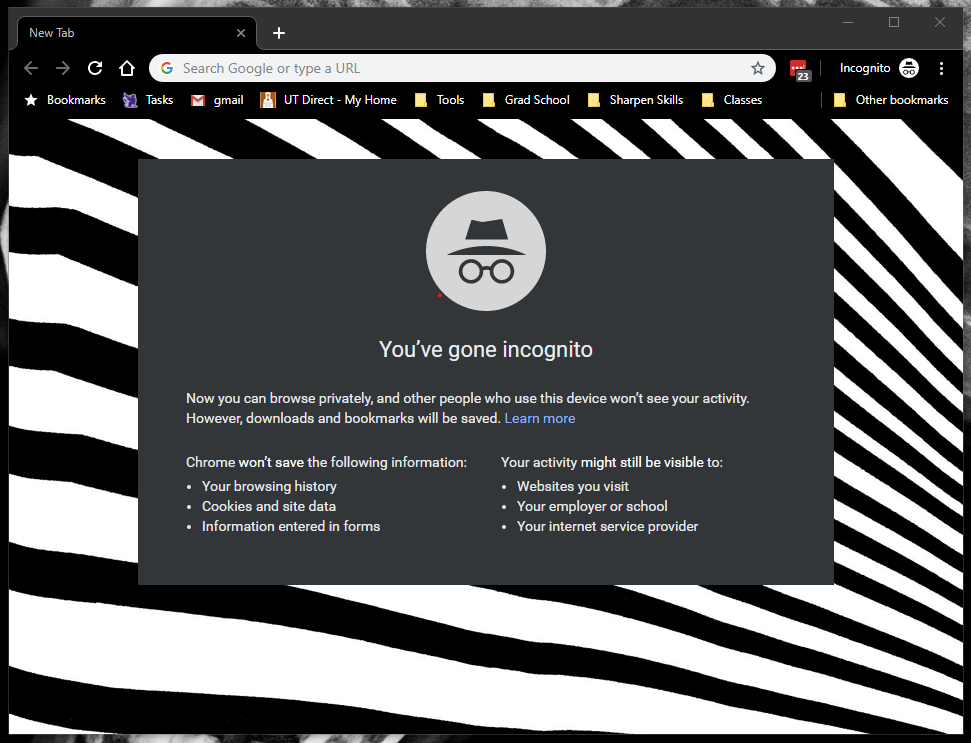 New Tab
Search Google or type a URL
23
Incognito
Bookmarks Tasks gmail UT Direct - My Home Tools Grad School Sharpen Skills Classes Other bookmarks
You've gone incognito
Now you can browse privately, and other people who use this device won't see your activity.
However, downloads and bookmarks will be saved. Learn more
Chrome won't save the following information:
• Your browsing history
• Cookies and site data
• Information entered in forms
Your activity might still be visible to:
• Websites you visit
• Your employer or school
• Your internet service provider